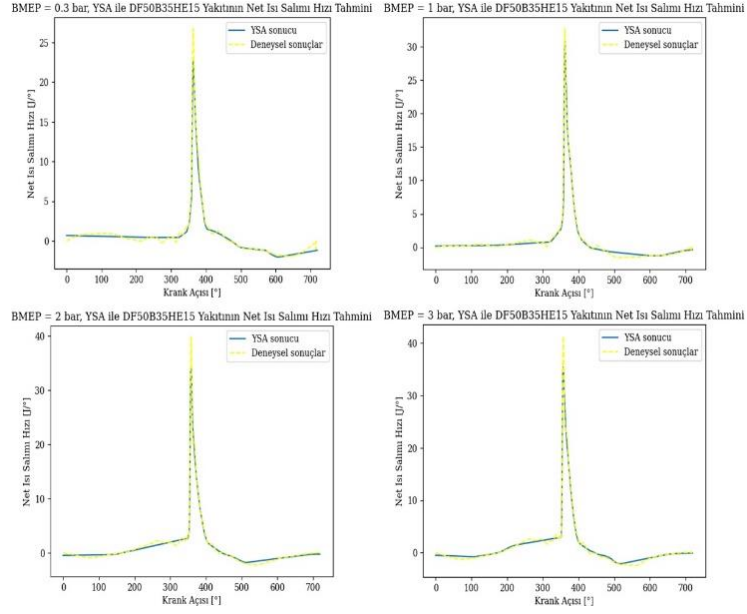 BMEP = 0.3 bar, YSA ile DF50B35HE15 Yakıtının Net Isı Salımı Hızı Tahmini
YSA sonucu
Deneysel sonuçlar
Net Isı Salımı Hızı [J/°]
25
20
15
10
5
0
0 100 200 300 400 500 600 700
Krank Açısı [°]
BMEP = 1 bar, YSA ile DF50B35HE15 Yakıtının Net Isı Salımı Hızı Tahmini
YSA sonucu
Deneysel sonuçlar
Net Isı Salımı Hızı [J/°]
30
25
20
15
10
5
0
0 100 200 300 400 500 600 700
Krank Açısı [°]
BMEP = 2 bar, YSA ile DF50B35HE15 Yakıtının Net Isı Salımı Hızı Tahmini
YSA sonucu
Deneysel sonuçlar
Net Isı Salımı Hızı [J/°]
40
30
20
10
0
0 100 200 300 400 500 600 700
Krank Açısı [°]
BMEP = 3 bar, YSA ile DF50B35HE15 Yakıtının Net Isı Salımı Hızı Tahmini
YSA sonucu
Deneysel sonuçlar
Net Isı Salımı Hızı [J/°]
40
30
20
10
0
0 100 200 300 400 500 600 700
Krank Açısı [°]